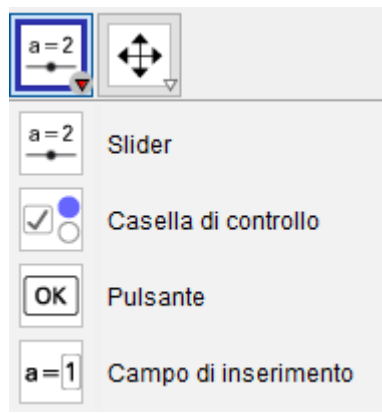 a=2
a=2
Slider
Casella di controllo
OK
Pulsante
a=1
Campo di inserimento